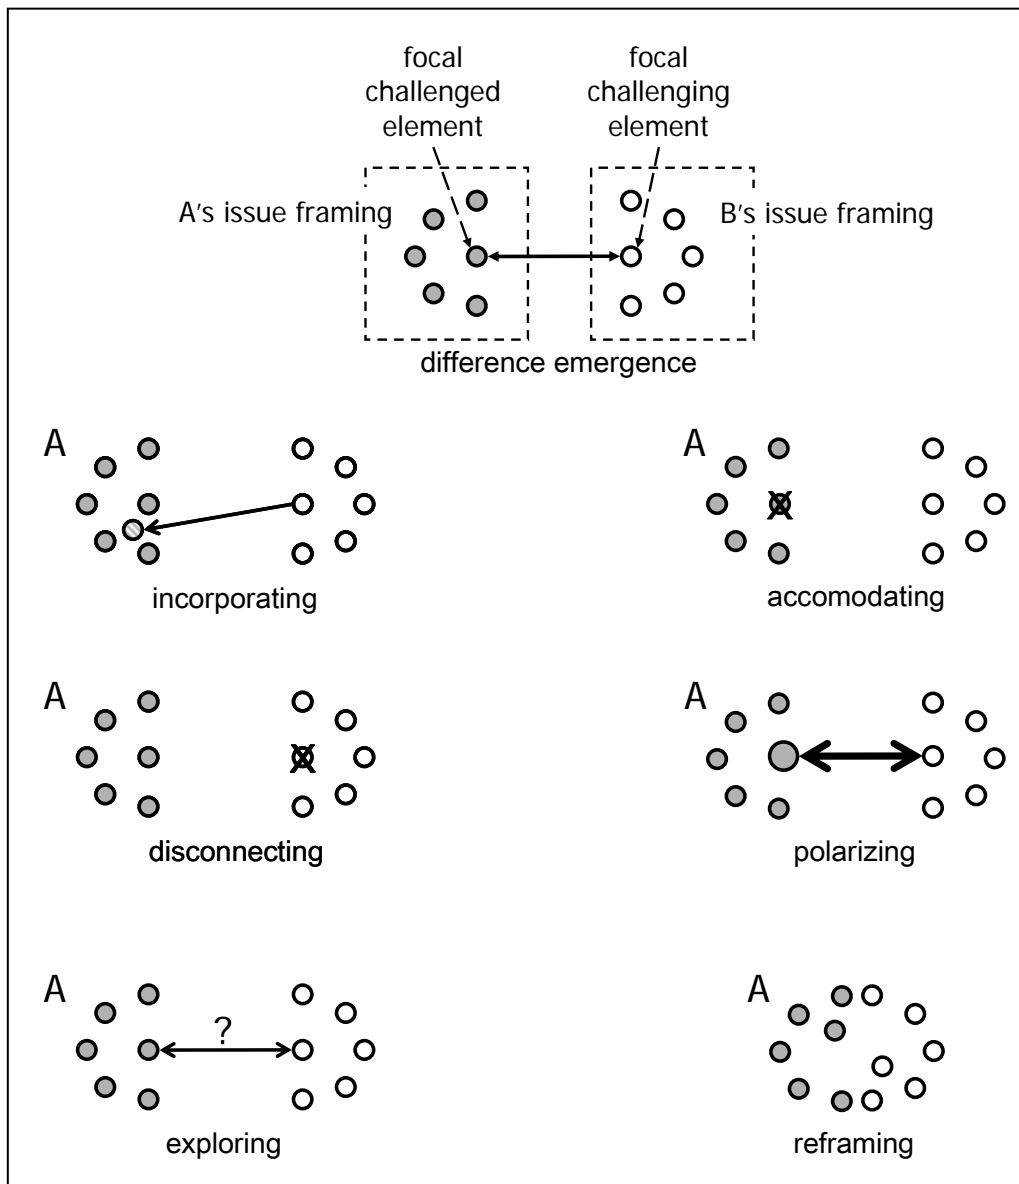 focal
challenged
element
focal
challenging
element
A's issue framing
B's issue framing
difference emergence
A
incorporating
A
accomodating
A
disconnecting
A
polarizing
A
?
exploring
A
reframing